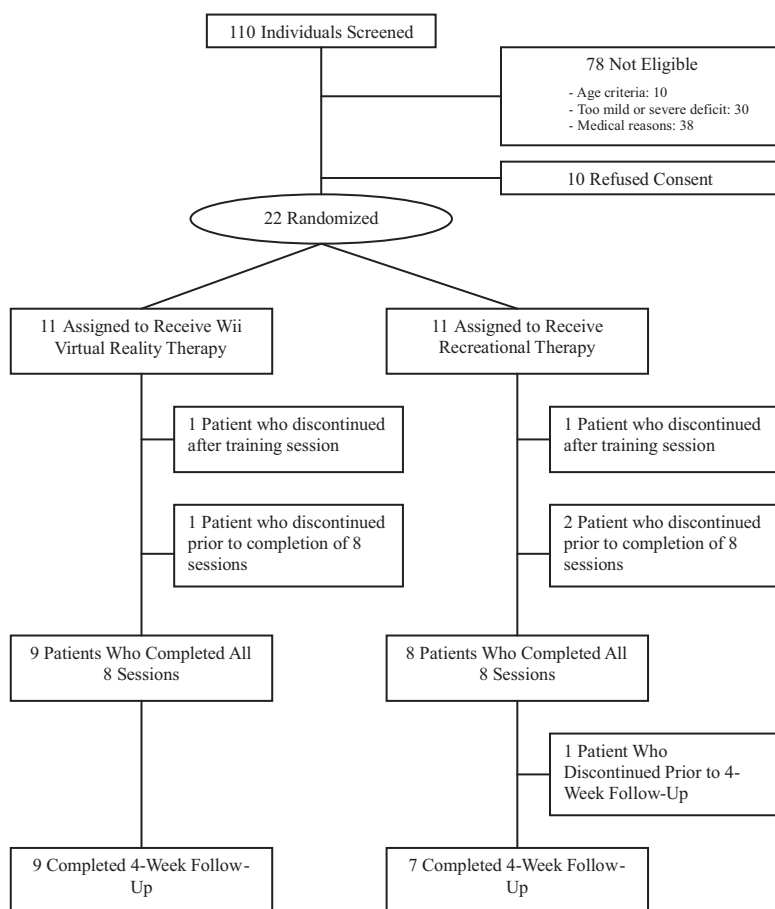 110 Individuals Screened
78 Not Eligible
- Age criteria: 10
- Too mild or severe deficit: 30
- Medical reasons: 38
10 Refused Consent
22 Randomized
11 Assigned to Receive Wii
Virtual Reality Therapy
11 Assigned to Receive
Recreational Therapy
1 Patient who discontinued
after training session
1 Patient who discontinued
after training session
1 Patient who discontinued
prior to completion of 8
sessions
2 Patient who discontinued
prior to completion of 8
sessions
9 Patients Who Completed All
8 Sessions
8 Patients Who Completed All
8 Sessions
1 Patient Who
Discontinued Prior to 4-
Week Follow-Up
9 Completed 4-Week Follow-
Up
7 Completed 4-Week Follow-
Up